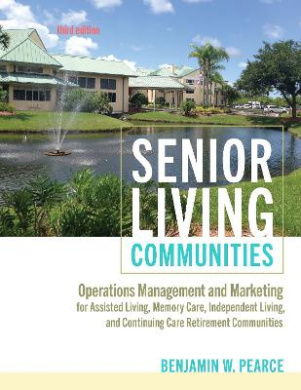 third edition
SENIOR
LIVING
COMMUNITIES
Operations Management and Marketing
for Assisted Living, Memory Care, Independent Living,
and Continuing Care Retirement Communities
BENJAMIN W. PEARCE